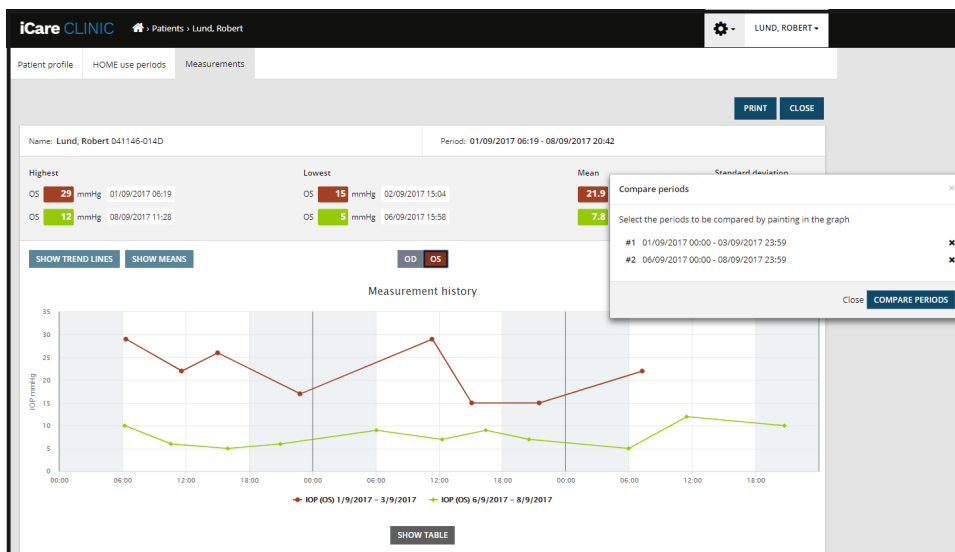 iCare CLINIC › Patients › Lund, Robert LUND, ROBERT
Patient profile HOME use periods Measurements
PRINT CLOSE
Name: Lund, Robert 041146-014D Period: 01/09/2017 06:19 - 08/09/2017 20:42
Highest Lowest Mean Standard deviation
OS 29 mmHg 01/09/2017 06:19 OS 15 mmHg 02/09/2017 15:04 21.9
OS 12 mmHg 08/09/2017 11:28 OS 5 mmHg 06/09/2017 15:58 7.8
Compare periods ×
Select the periods to be compared by painting in the graph
#1 01/09/2017 00:00 - 03/09/2017 23:59 ×
#2 06/09/2017 00:00 - 08/09/2017 23:59 ×
Close COMPARE PERIODS
SHOW TREND LINES SHOW MEANS OD OS
Measurement history
IOP mmHg
35
30
25
20
15
10
5
0
00:00 06:00 12:00 18:00 00:00 06:00 12:00 18:00 00:00 06:00 12:00 18:00
IOP (OS) 1/9/2017 – 3/9/2017 IOP (OS) 6/9/2017 – 8/9/2017
SHOW TABLE